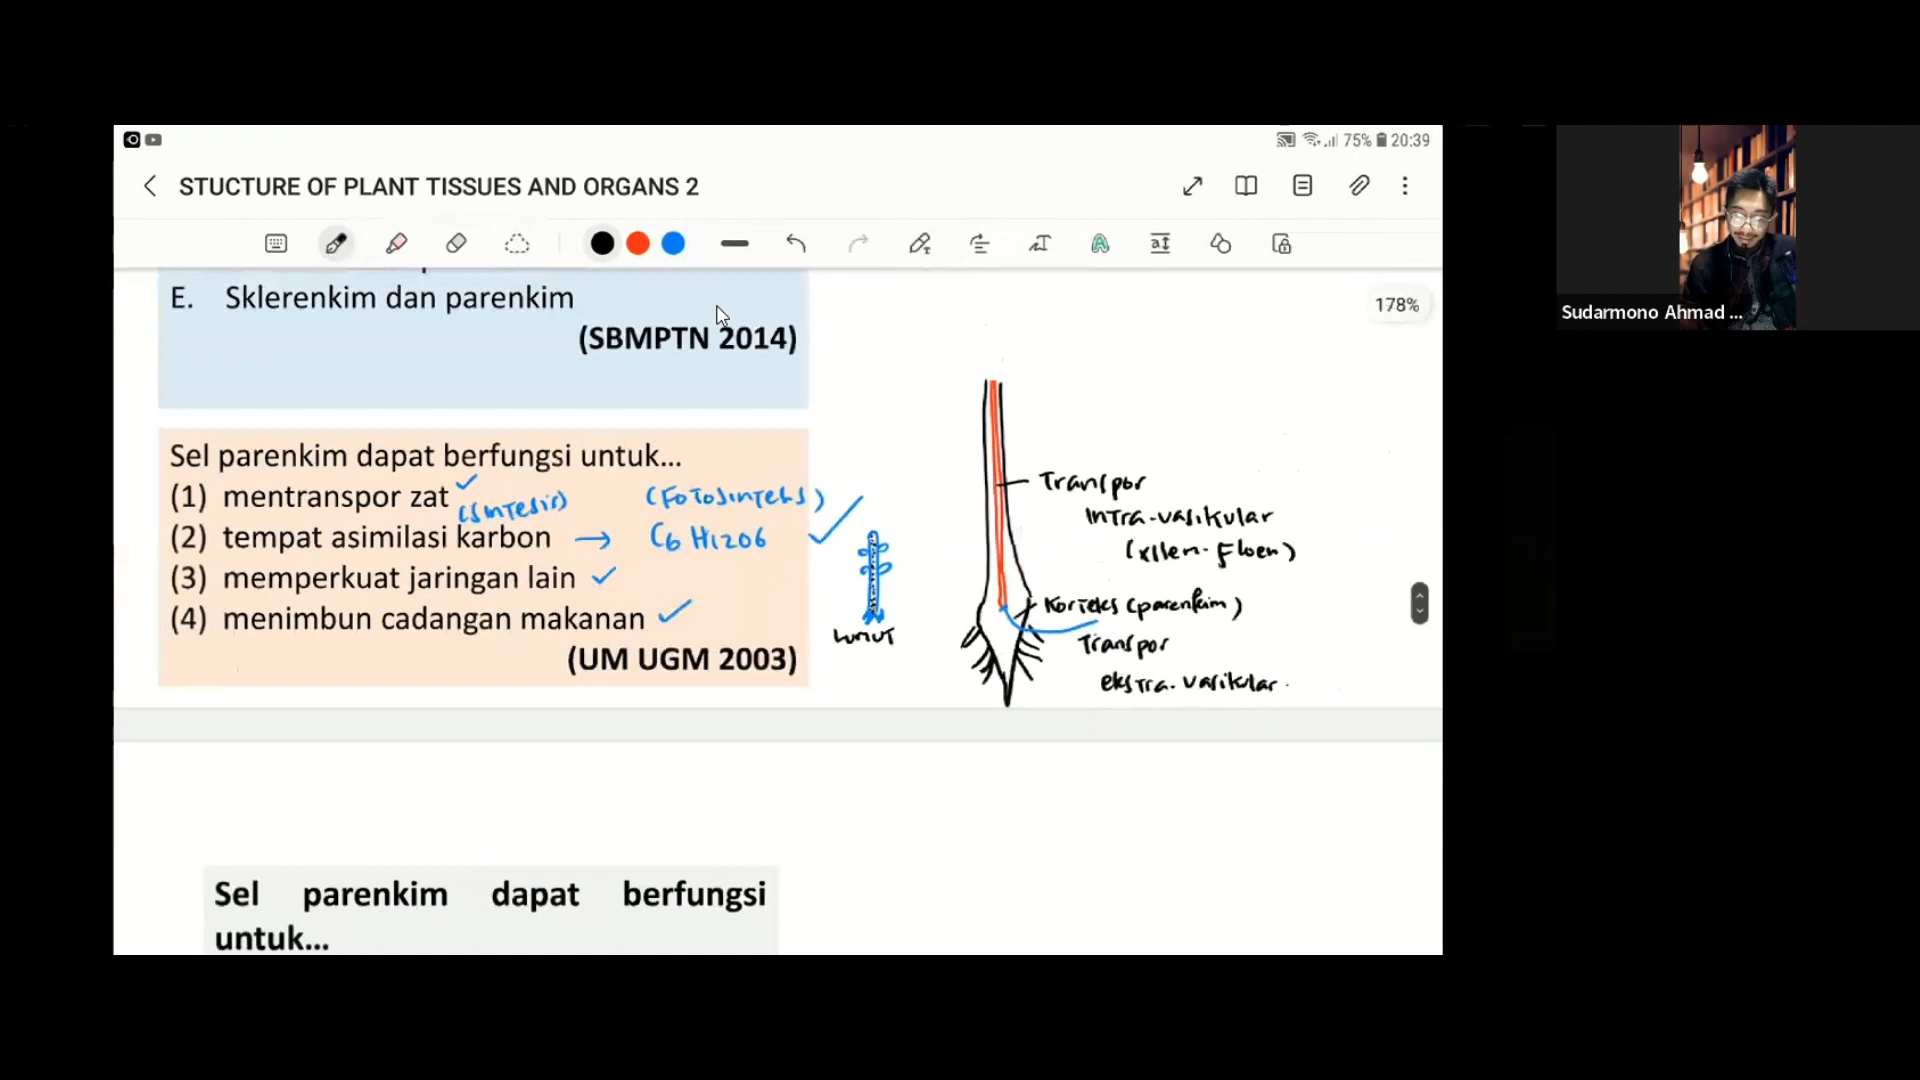 75% 20:39
STUCTURE OF PLANT TISSUES AND ORGANS 2
E. Sklerenkim dan parenkim
(SBMPTN 2014)
178%
Sel parenkim dapat berfungsi untuk...
(1) mentranspor zat
(sintesis) (Fotosintesis)
(2) tempat asimilasi karbon → C6 H12O6
(3) memperkuat jaringan lain
(4) menimbun cadangan makanan
(UM UGM 2003)
Lumut
Transpor
Intra-vasikular
(xilem-floem)
Korteks (parenkim)
Transpor
ekstra-vasikular.
Sel parenkim dapat berfungsi
untuk...
Sudarmono Ahmad ...